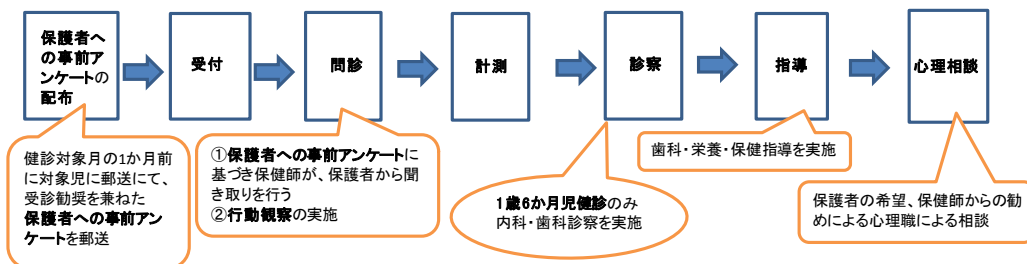 保護者へ
の事前アン
ケートの
配布
受付
問診
計測
診察
指導
心理相談
健診対象月の1か月前
に対象児に郵送にて、
受診勧奨を兼ねた
保護者への事前アン
ケートを郵送
①保護者への事前アンケートに
基づき保健師が、保護者から聞
き取りを行う
②行動観察の実施
1歳6か月児健診のみ
内科・歯科診察を実施
歯科・栄養・保健指導を実施
保護者の希望、保健師からの勧
めによる心理職による相談